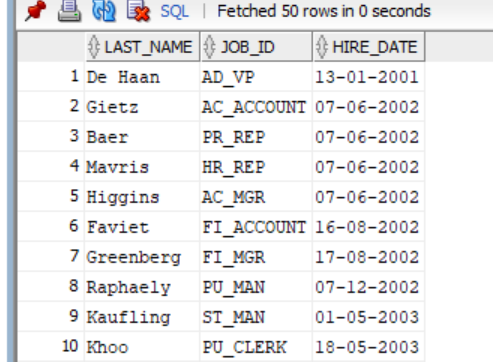 SQL | Fetched 50 rows in 0 seconds
LAST_NAME JOB_ID HIRE_DATE
1 De Haan AD_VP 13-01-2001
2 Gietz AC_ACCOUNT 07-06-2002
3 Baer PR_REP 07-06-2002
4 Mavris HR_REP 07-06-2002
5 Higgins AC_MGR 07-06-2002
6 Faviet FI_ACCOUNT 16-08-2002
7 Greenberg FI_MGR 17-08-2002
8 Raphaely PU_MAN 07-12-2002
9 Kaufling ST_MAN 01-05-2003
10 Khoo PU_CLERK 18-05-2003